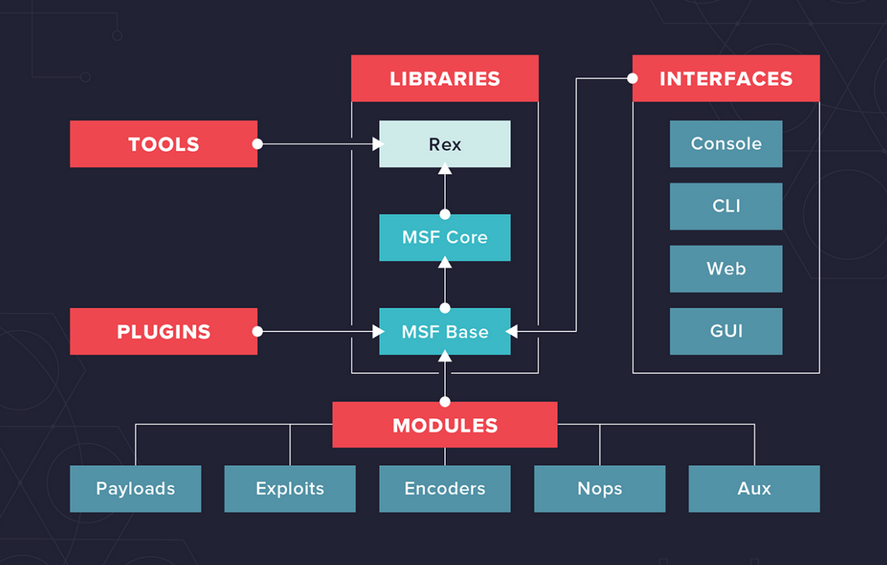 LIBRARIES
INTERFACES
TOOLS
Rex
Console
CLI
MSF Core
Web
PLUGINS
MSF Base
GUI
MODULES
Payloads
Exploits
Encoders
Nops
Aux